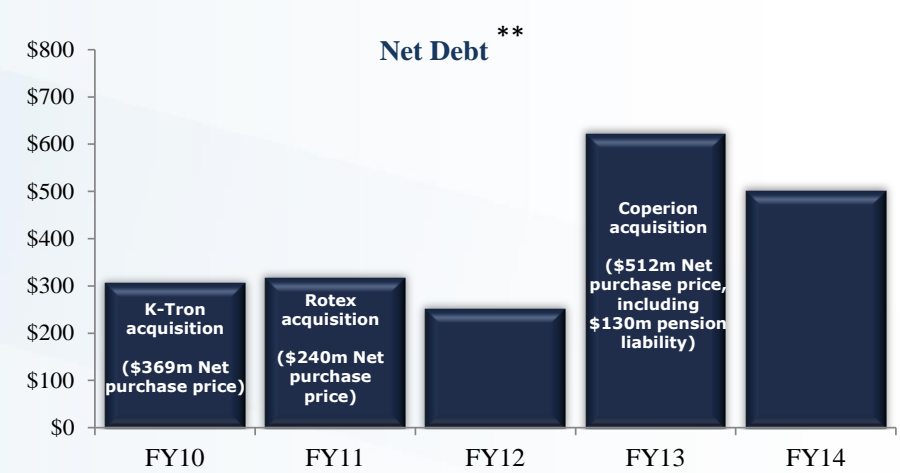 Net Debt **
$800
$700
$600
$500
$400
$300
$200
$100
$0
K-Tron
acquisition
($369m Net
purchase price)
Rotex
acquisition
($240m Net
purchase
price)
Coperion
acquisition
($512m Net
purchase price,
including
$130m pension
liability)
FY10 FY11 FY12 FY13 FY14